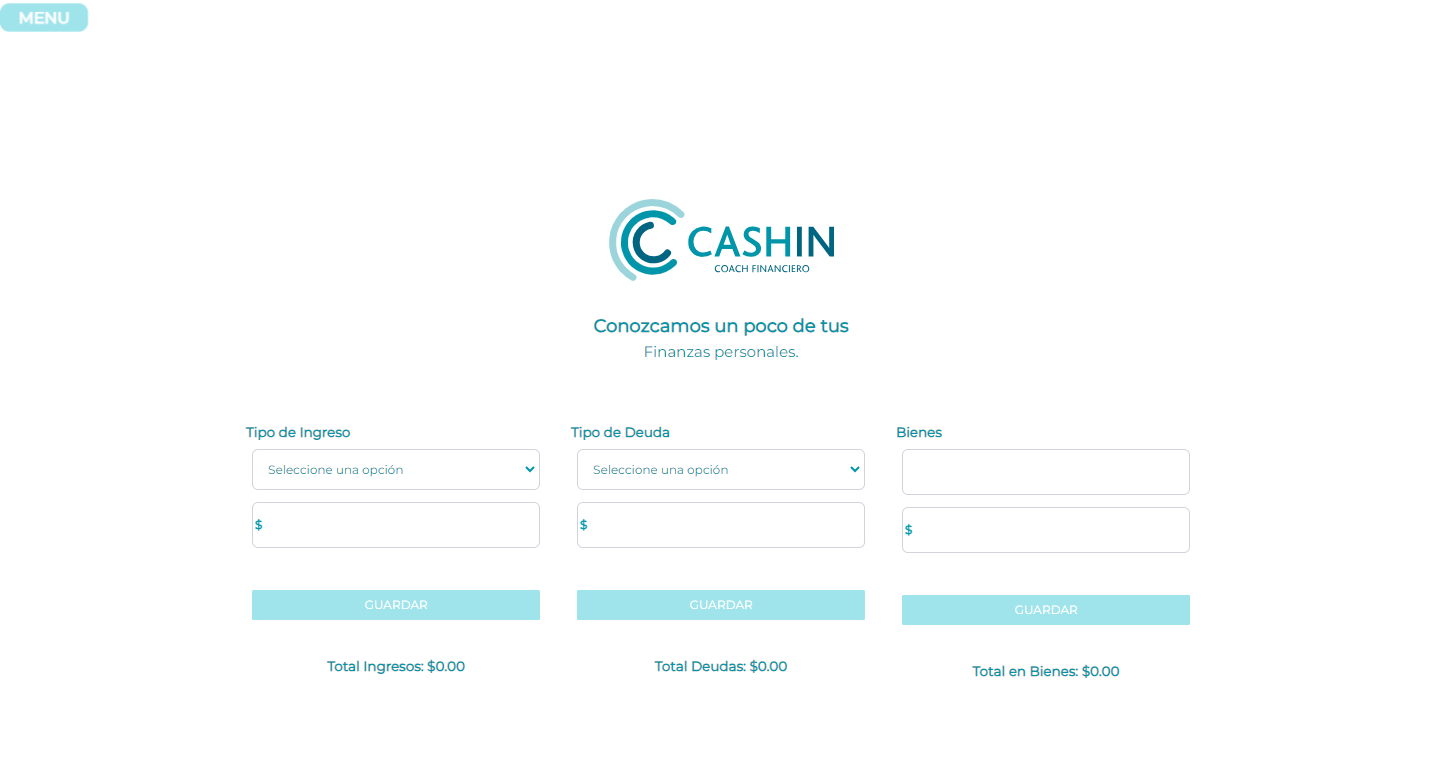 MENU
CASHIN
COACH FINANCIERO
Conozcamos un poco de tus
Finanzas personales.
Tipo de Ingreso
Seleccione una opción
$
GUARDAR
Total Ingresos: $0.00
Tipo de Deuda
Seleccione una opción
$
GUARDAR
Total Deudas: $0.00
Bienes
$
GUARDAR
Total en Bienes: $0.00